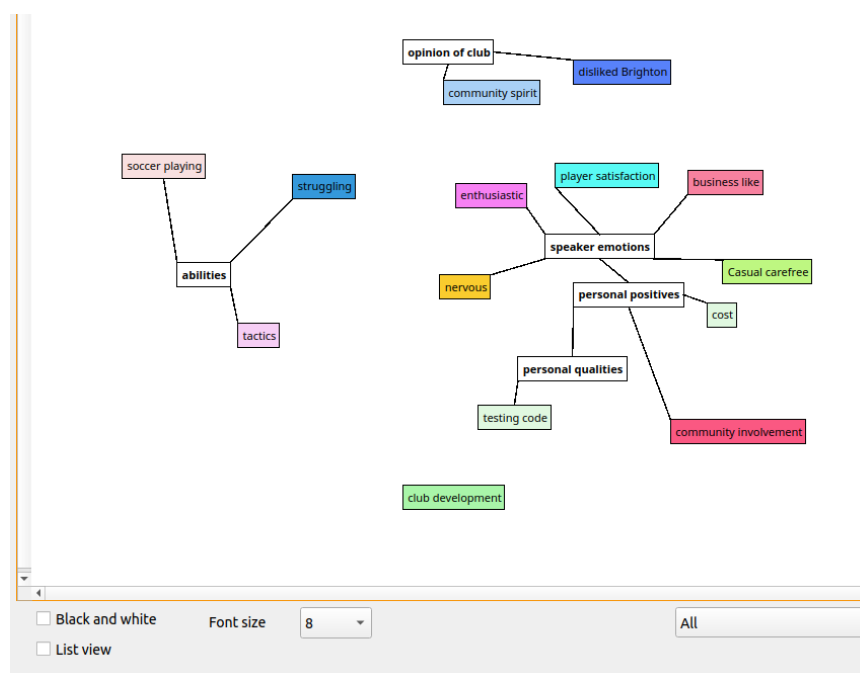 opinion of club
disliked Brighton
community spirit
soccer playing
struggling
player satisfaction
business like
enthusiastic
speaker emotions
abilities
Casual carefree
nervous
personal positives
cost
tactics
personal qualities
testing code
community involvement
club development
Black and white
Font size
8
All
List view